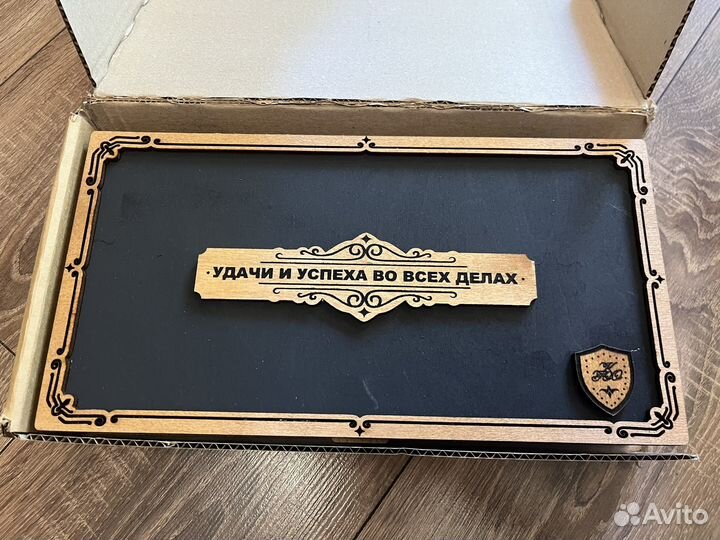 · УДАЧИ И УСПЕХА ВО ВСЕХ ДЕЛАХ ·
Avito